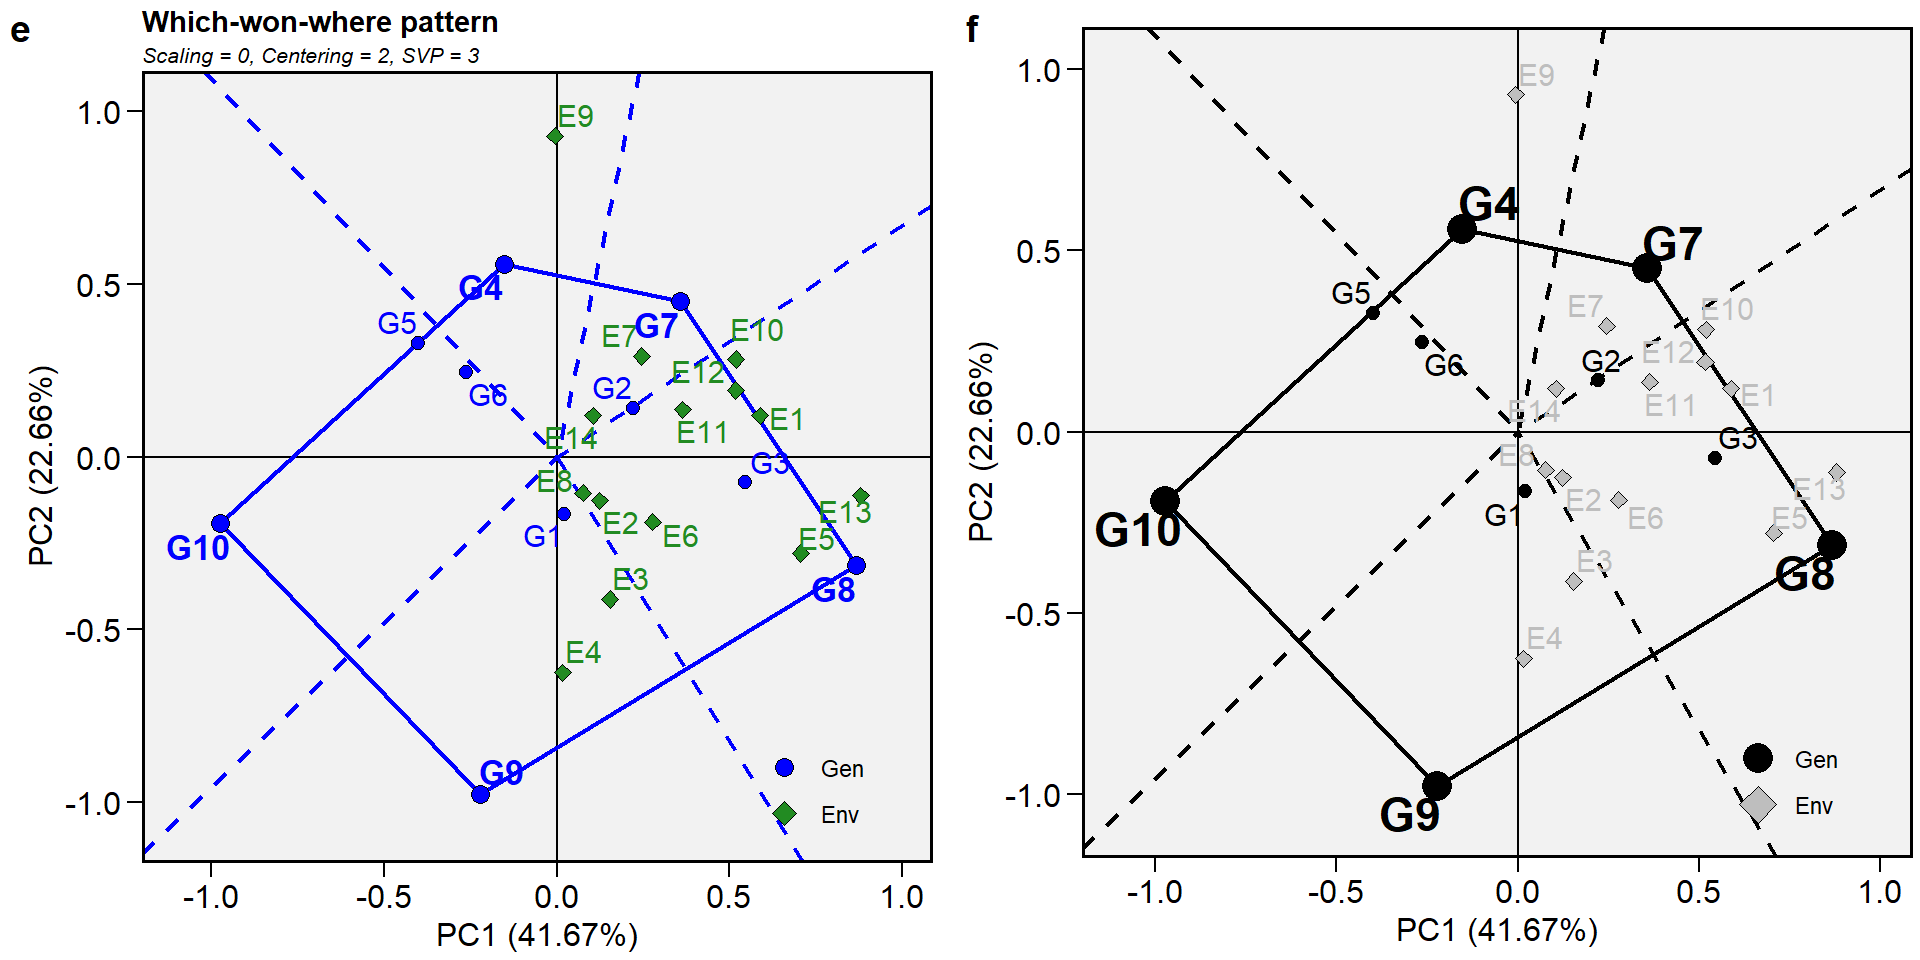 e
Which-won-where pattern
Scaling = 0, Centering = 2, SVP = 3
PC2 (22.66%)
1.0
0.5
0.0
-0.5
-1.0
E9
G4
G5
G6
G7
E7
E10
E12
G2
E11
E1
E14
G3
E8
E2
G1
E6
E13
E5
E3
G8
G10
E4
G9
Gen
Env
-1.0
-0.5
0.0
0.5
1.0
PC1 (41.67%)
f
PC2 (22.66%)
1.0
0.5
0.0
-0.5
-1.0
E9
G4
G7
G5
E7
E10
G6
G2
E12
E11
E1
E14
G3
E8
E2
G1
E6
E13
E5
E3
G8
G10
E4
G9
Gen
Env
-1.0
-0.5
0.0
0.5
1.0
PC1 (41.67%)